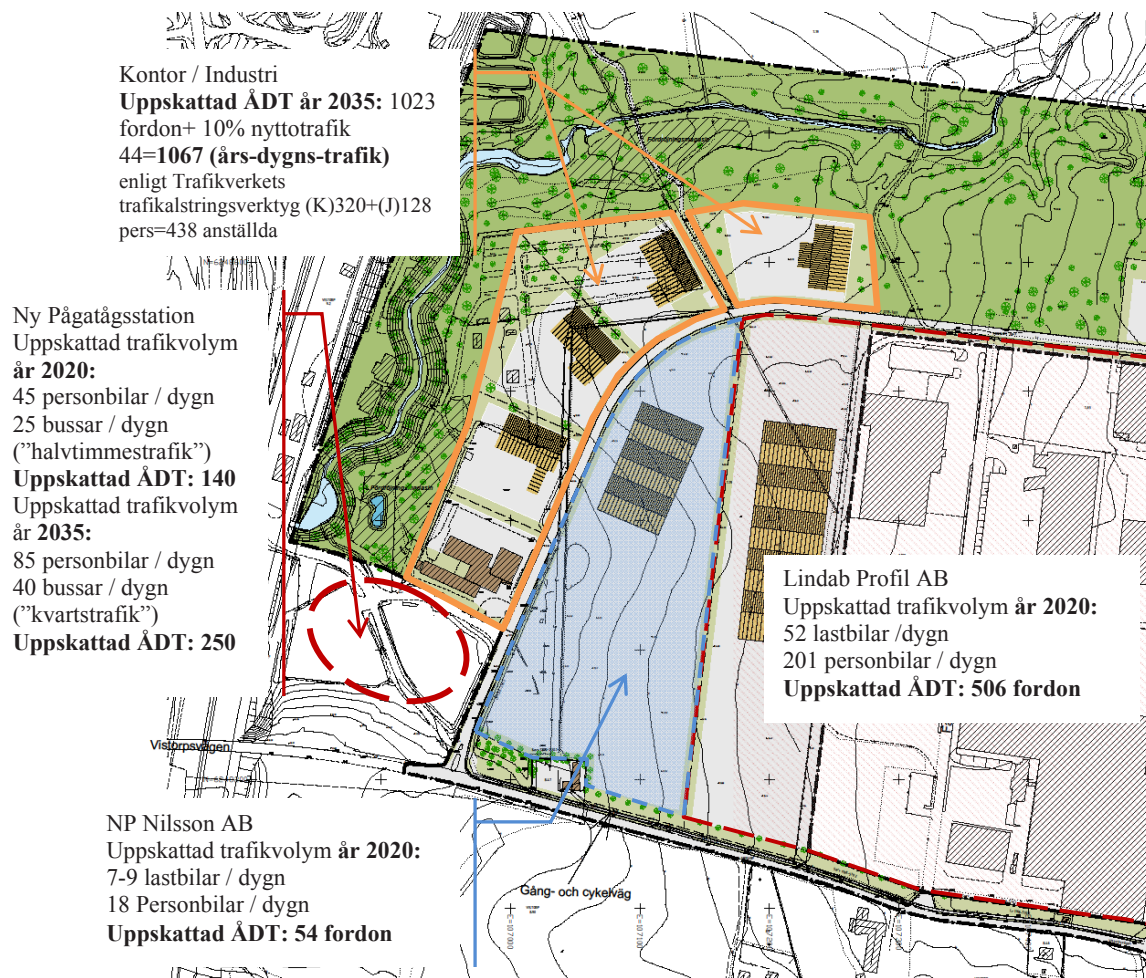 Kontor / Industri
Uppskattad ÅDT år 2035: 1023
fordon+ 10% nyttotrafik
44=1067 (års-dygns-trafik)
enligt Trafikverkets
trafikalstringsverktyg (K)320+(J)128
pers=438 anställda
Ny Pågatågsstation
Uppskattad trafikvolym
år 2020:
45 personbilar / dygn
25 bussar / dygn
(”halvtimmestrafik”)
Uppskattad ÅDT: 140
Uppskattad trafikvolym
år 2035:
85 personbilar / dygn
40 bussar / dygn
(”kvartstrafik”)
Uppskattad ÅDT: 250
Lindab Profil AB
Uppskattad trafikvolym år 2020:
52 lastbilar /dygn
201 personbilar / dygn
Uppskattad ÅDT: 506 fordon
Vistorpsvägen
NP Nilsson AB
Uppskattad trafikvolym år 2020:
7-9 lastbilar / dygn
18 Personbilar / dygn
Uppskattad ÅDT: 54 fordon
Gång- och cykelväg